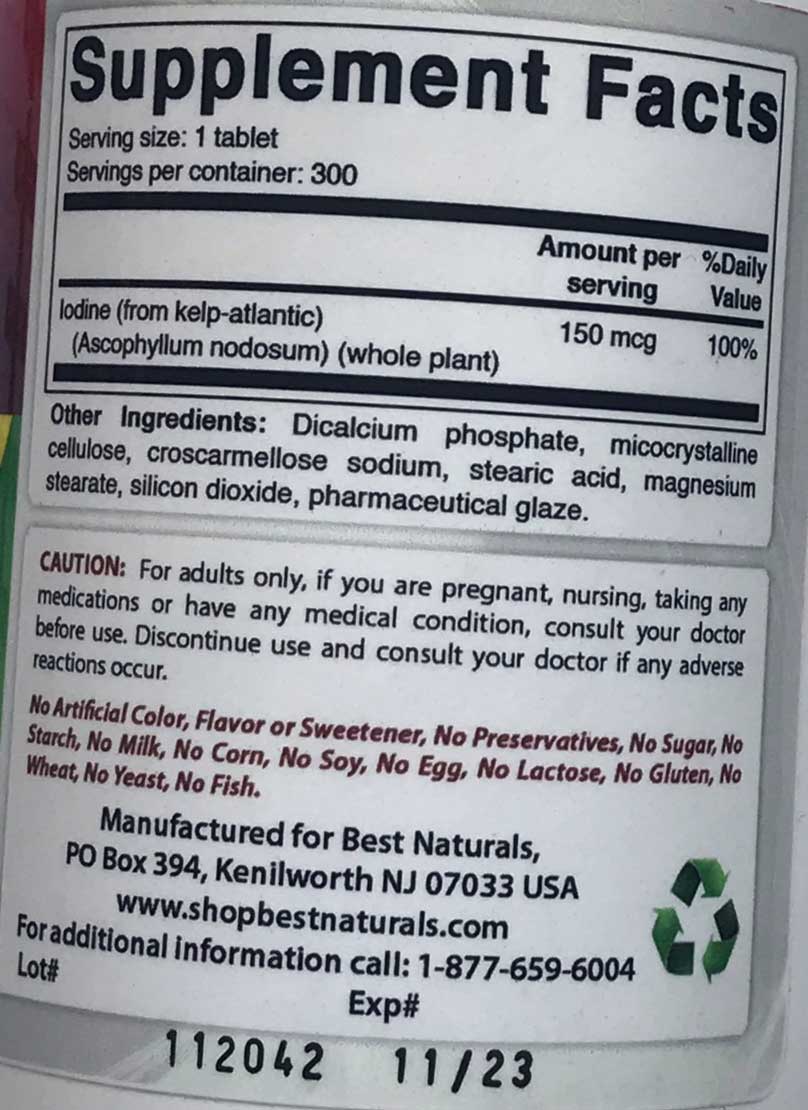 Supplement Facts
Serving size: 1 tablet
Servings per container: 300
Amount per serving
%Daily Value
Iodine (from kelp-atlantic) 150 mcg 100%
(Ascophyllum nodosum) (whole plant)
Other Ingredients: Dicalcium phosphate, micocrystalline
cellulose, croscarmellose sodium, stearic acid, magnesium
stearate, silicon dioxide, pharmaceutical glaze.
CAUTION: For adults only, if you are pregnant, nursing, taking any
medications or have any medical condition, consult your doctor
before use. Discontinue use and consult your doctor if any adverse
reactions occur.
No Artificial Color, Flavor or Sweetener, No Preservatives, No Sugar, No
Starch, No Milk, No Corn, No Soy, No Egg, No Lactose, No Gluten, No
Wheat, No Yeast, No Fish.
Manufactured for Best Naturals,
PO Box 394, Kenilworth NJ 07033 USA
www.shopbestnaturals.com
For additional information call: 1-877-659-6004
Lot# Exp#
112042 11/23